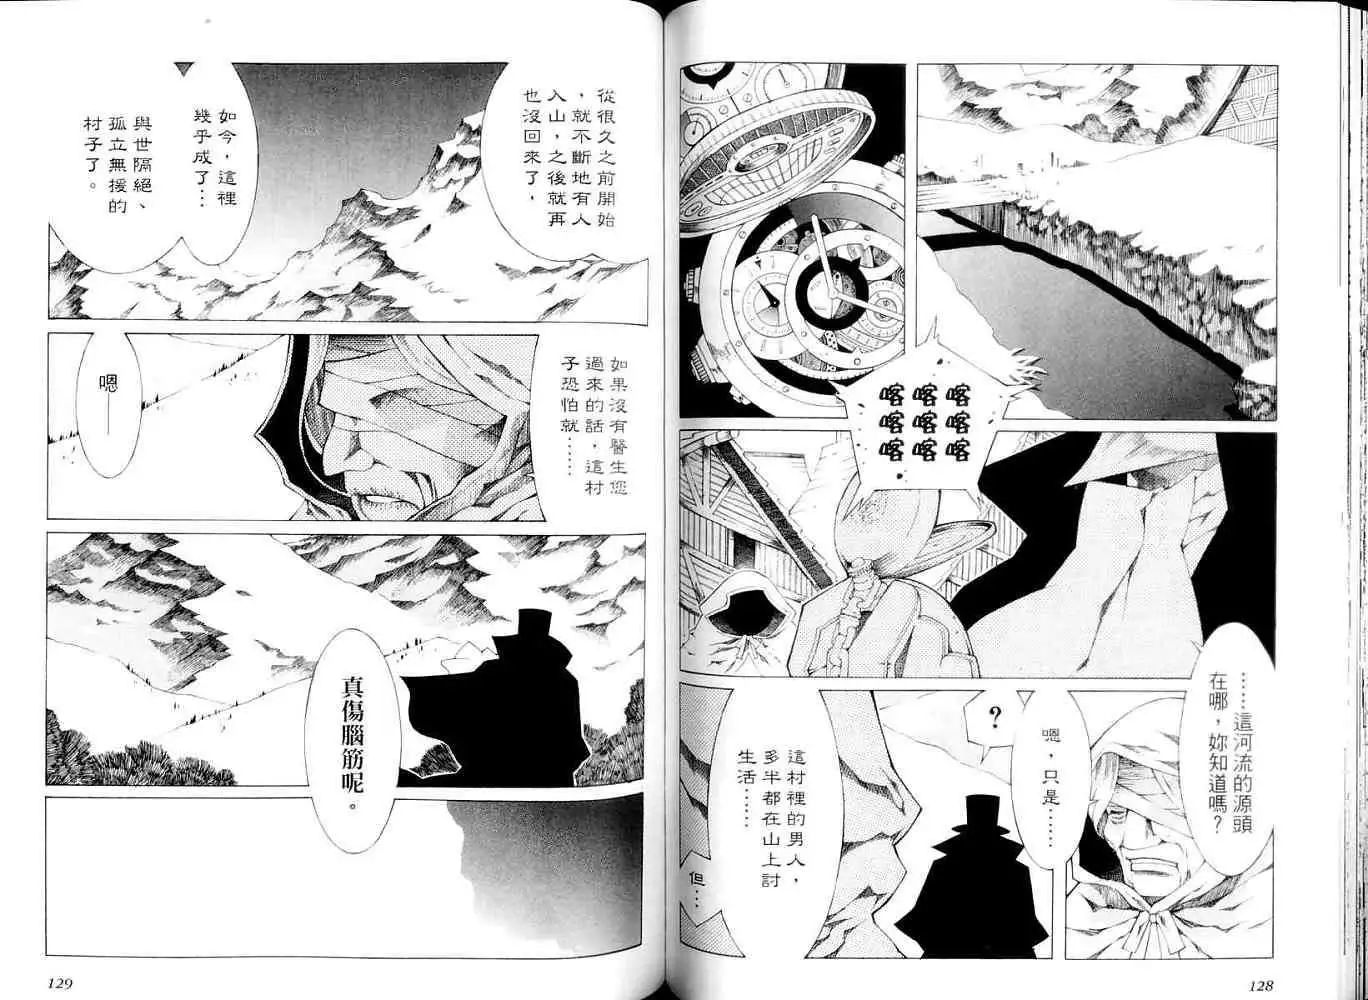 喀喀喀
喀喀喀
喀喀喀
……這河流的源頭
在哪，妳知道嗎？
嗯，只是……
？
這村裡的男人，
多半都在山上討
生活……
但…
128
從很久之前開始
，就不斷地有人
入山，之後就再
也沒回來了，
如今，這裡
幾乎成了…
與世隔絕、
孤立無援的
村子了。
如果沒有醫生您
過來的話，這村
子恐怕就……
嗯——
真傷腦筋呢。
129